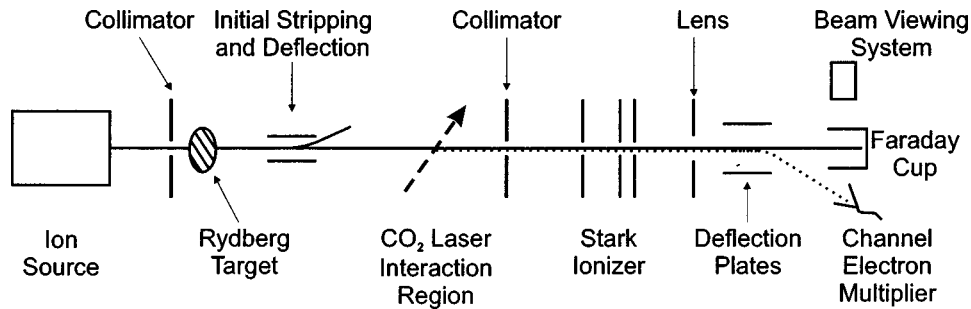 Collimator
Initial Stripping
and Deflection
Collimator
Lens
Beam Viewing
System
Faraday
Cup
Ion
Source
Rydberg
Target
CO₂ Laser
Interaction
Region
Stark
Ionizer
Deflection
Plates
Channel
Electron
Multiplier